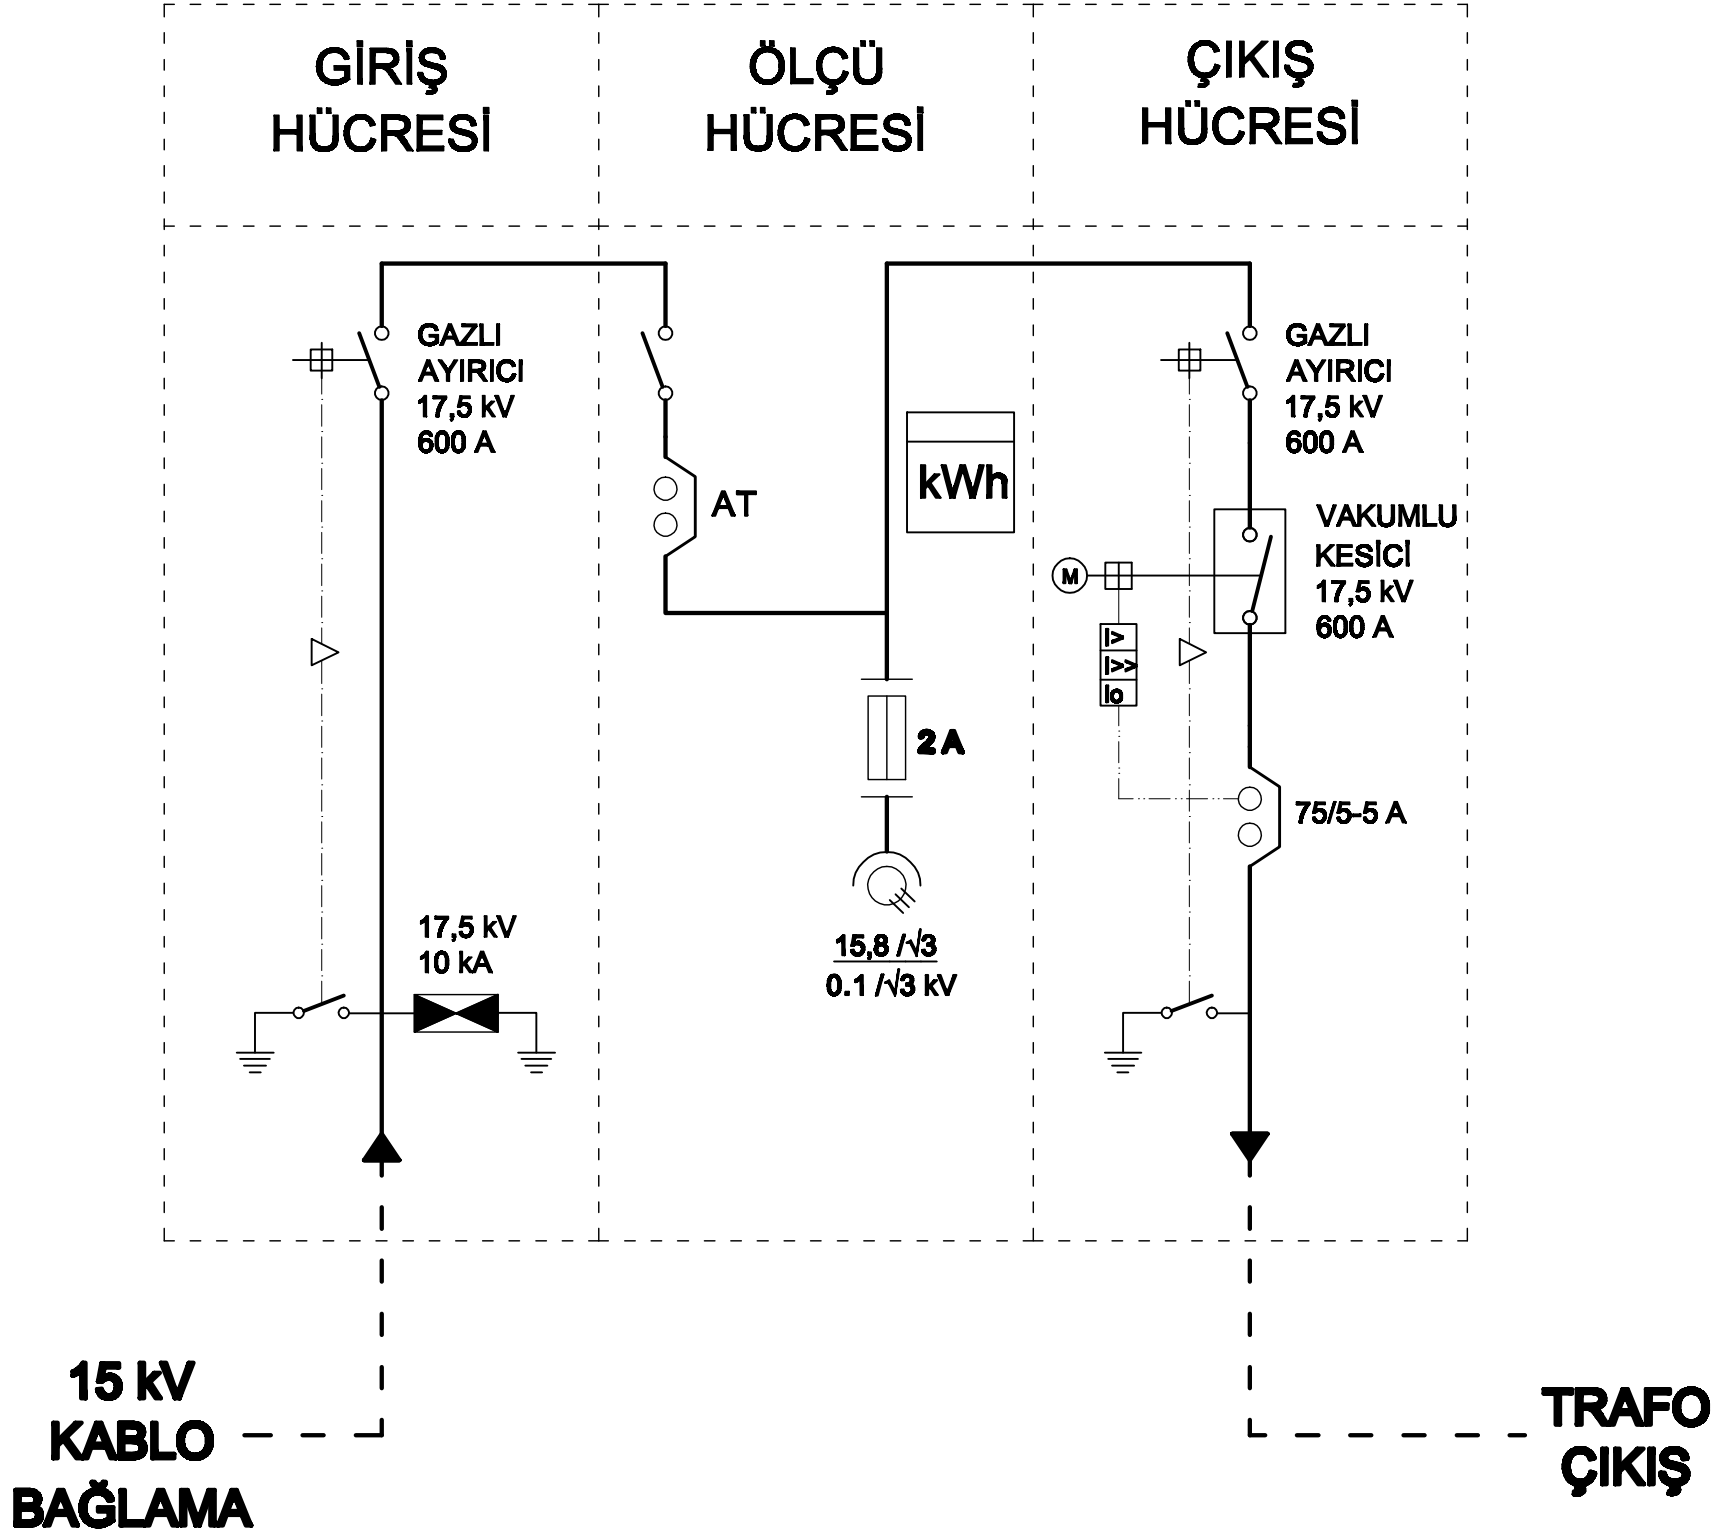 GİRİŞ
HÜCRESİ
ÖLÇÜ
HÜCRESİ
ÇIKIŞ
HÜCRESİ
GAZLI
AYIRICI
17,5 kV
600 A
17,5 kV
10 kA
AT
kWh
2 A
15,8 /√3
0.1 /√3 kV
GAZLI
AYIRICI
17,5 kV
600 A
VAKUMLU
KESİCİ
17,5 kV
600 A
M
I>
I>>
Io
75/5-5 A
15 kV
KABLO
BAĞLAMA
TRAFO
ÇIKIŞ